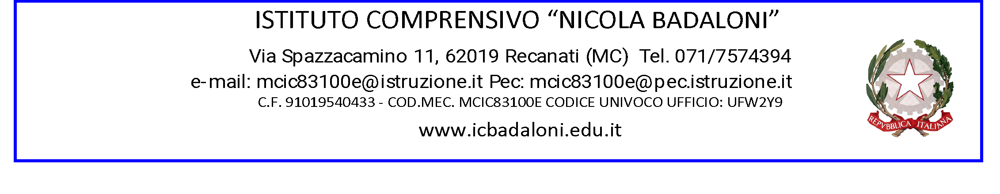 ISTITUTO COMPRENSIVO “NICOLA BADALONI”
Via Spazzacamino 11, 62019 Recanati (MC)  Tel. 071/7574394
e-mail: mcic83100e@istruzione.it Pec: mcic83100e@pec.istruzione.it
C.F. 91019540433 - COD.MEC. MCIC83100E CODICE UNIVOCO UFFICIO: UFW2Y9
www.icbadaloni.edu.it
REPVBBLICA ITALIANA